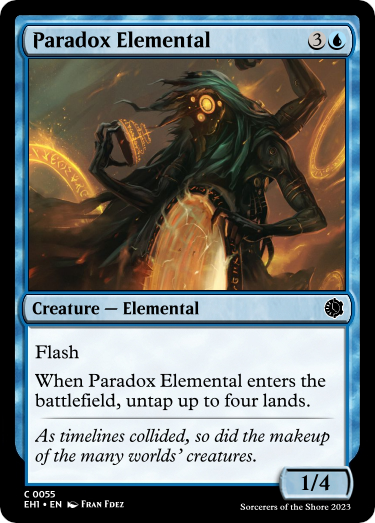 Paradox Elemental 3
Creature — Elemental
Flash
When Paradox Elemental enters the
battlefield, untap up to four lands.
As timelines collided, so did the makeup
of the many worlds' creatures.
1/4
C 0055
EH1 • EN Fran Fdez
Sorcerers of the Shore 2023